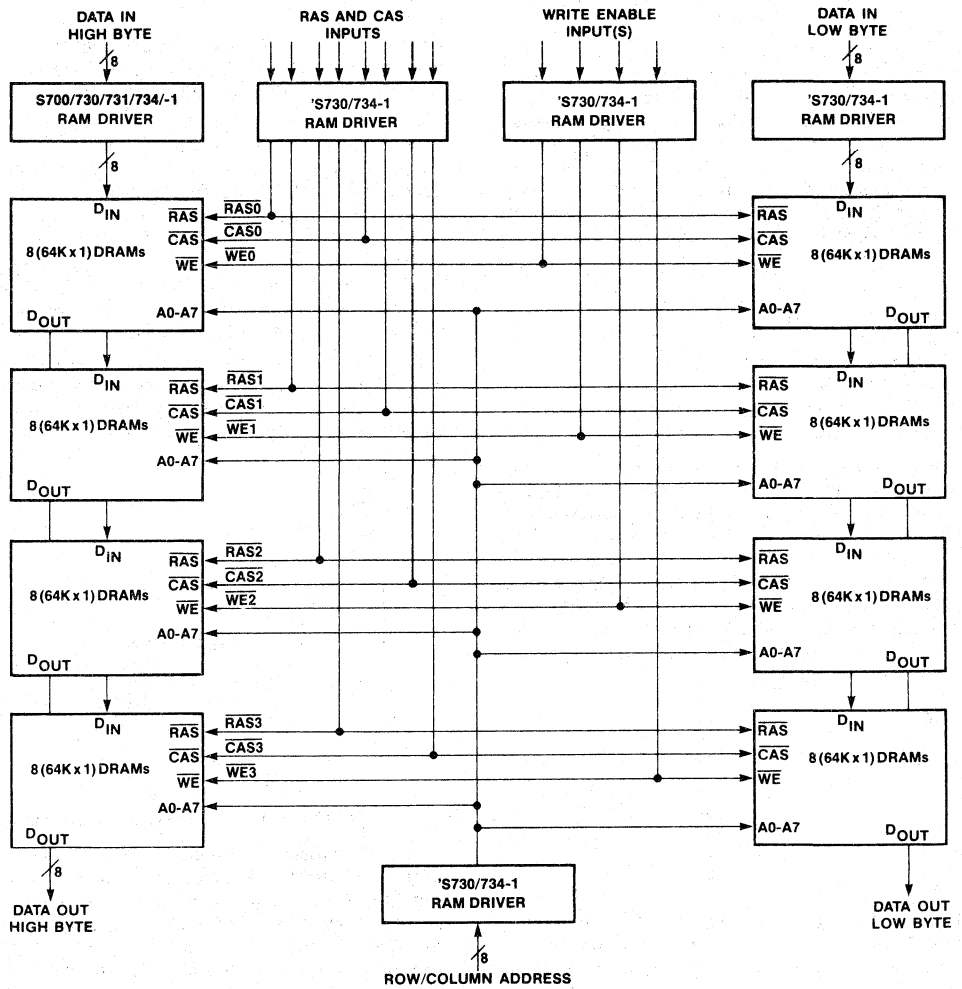 DATA IN
HIGH BYTE
RAS AND CAS
INPUTS
WRITE ENABLE
INPUT(S)
DATA IN
LOW BYTE
8
8
S700/730/731/734/-1
RAM DRIVER
'S730/734-1
RAM DRIVER
'S730/734-1
RAM DRIVER
'S730/734-1
RAM DRIVER
8
8
DIN
RAS
CAS
8(64K x 1)DRAMs
WE
A0-A7
DOUT
RAS0
CAS0
WE0
DIN
RAS
CAS
8(64K x 1)DRAMs
WE
A0-A7
DOUT
DIN
RAS
CAS
8(64K x 1)DRAMs
WE
A0-A7
DOUT
RAS1
CAS1
WE1
DIN
RAS
CAS
8(64K x 1)DRAMs
WE
A0-A7
DOUT
DiN
RAS
CAS
8(64K x 1)DRAMs
WE
A0-A7
DOUT
RAS2
CAS2
WE2
DIN
RAS
CAS
8(64K x 1)DRAMs
WE
A0-A7
DOUT
DIN
RAS
CAS
8(64K x 1)DRAMs
WE
A0-A7
DOUT
RAS3
CAS3
WE3
DIN
RAS
CAS
8(64K x 1)DRAMs
WE
A0-A7
DOUT
8
DATA OUT
HIGH BYTE
'S730/734-1
RAM DRIVER
8
ROW/COLUMN ADDRESS
DATA OUT
LOW BYTE